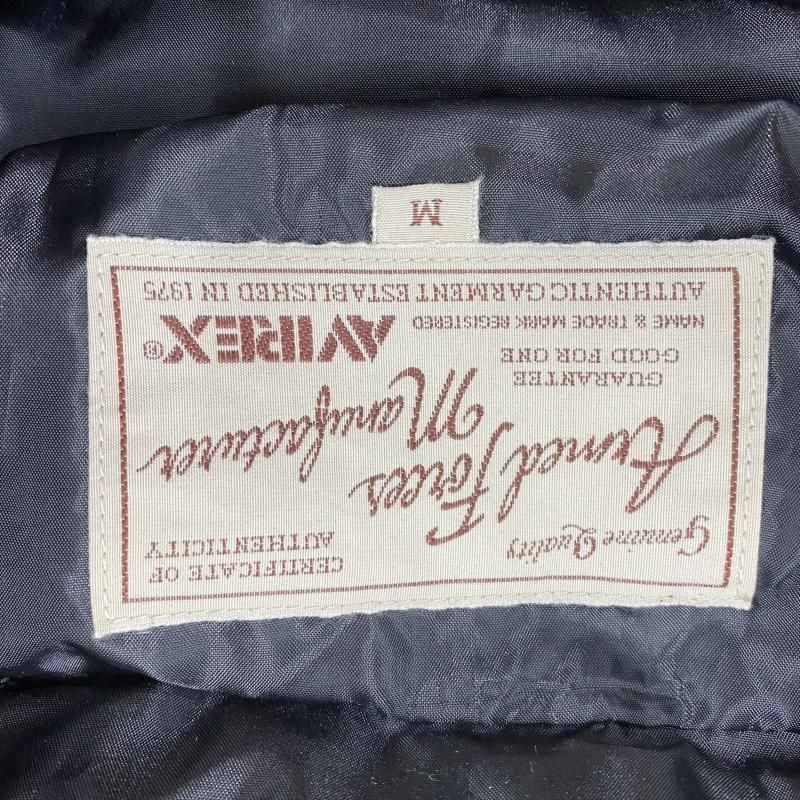 Genuine Quality
CERTIFICATE OF
AUTHENTICITY
Armed Forces
Manufacturer
GUARANTEE
GOOD FOR ONE
NAME & TRADE MARK REGISTERED
AVIREX®
AUTHENTIC GARMENT ESTABLISHED IN 1975
M